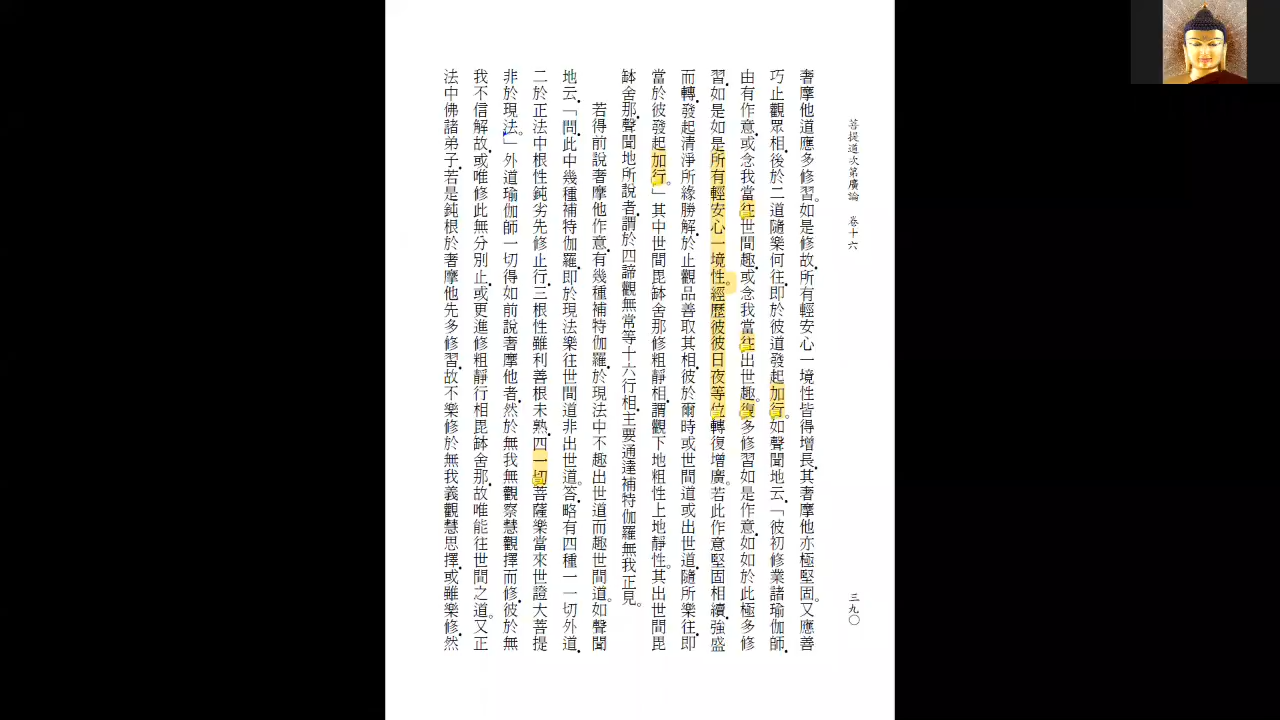 菩提道次第廣論 卷十六
三九〇
奢摩他道應多修習。如是修故，所有輕安心一境性皆得增長，其奢摩他亦極堅固。又應善
巧止觀眾相，後於二道隨樂何往，即於彼道發起加行。如聲聞地云，「彼初修業諸瑜伽師，
由有作意，或念我當往世間趣，或念我當往出世趣。復多修習如是作意，如如於此極多修
習，如是如是所有輕安心一境性。經歷彼彼日夜等位轉復增廣。若此作意堅固相續，強盛
而轉，發起清淨所緣勝解，於止觀品善取其相，彼於爾時或世間道或出世道，隨所樂往，即
當於彼發起加行。」其中世間毘缽舍那修粗靜相，謂觀下地粗性上地靜性。其出世間毘
缽舍那，聲聞地所說者，謂於四諦觀無常等十六行相，主要通達補特伽羅無我正見。
若得前說奢摩他作意，有幾種補特伽羅，於現法中不趣出世道而趣世間道。如聲聞
地云，「問，此中幾種補特伽羅，即於現法樂往世間道非出世道。答，略有四種一一切外道，
二於正法中根性鈍劣先修止行，三根性雖利善根未熟，四一切菩薩樂當來世證大菩提
非於現法。」外道瑜伽師一切得如前說奢摩他者，然於無我無觀察慧觀擇而修，彼於無
我不信解故，或唯修此無分別止，或更進修粗靜行相毘缽舍那，故唯能往世間之道。又正
法中佛諸弟子，若是鈍根於奢摩他先多修習，故不樂修於無我義觀慧思擇，或雖樂修，然